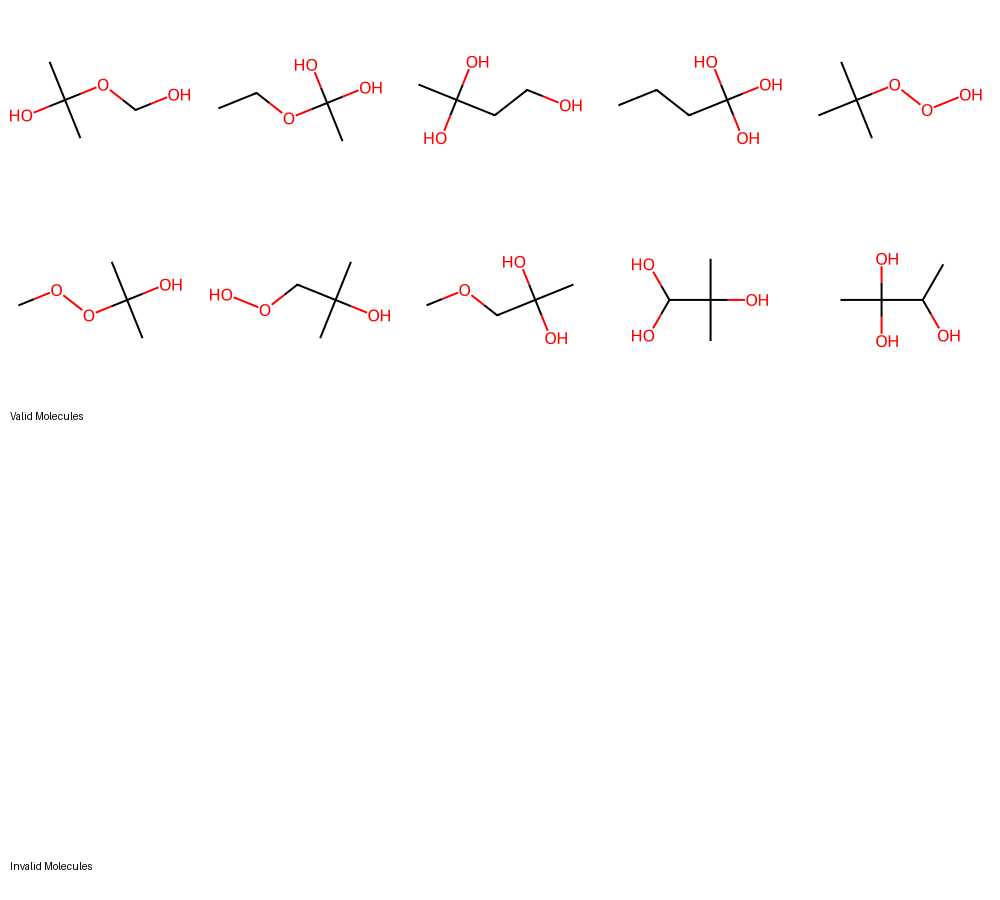 HO O OH
HO OH O
OH HO OH
HO OH OH
O O OH
O O OH
HO O OH
O HO OH
HO HO OH
OH OH OH
Valid Molecules
Invalid Molecules